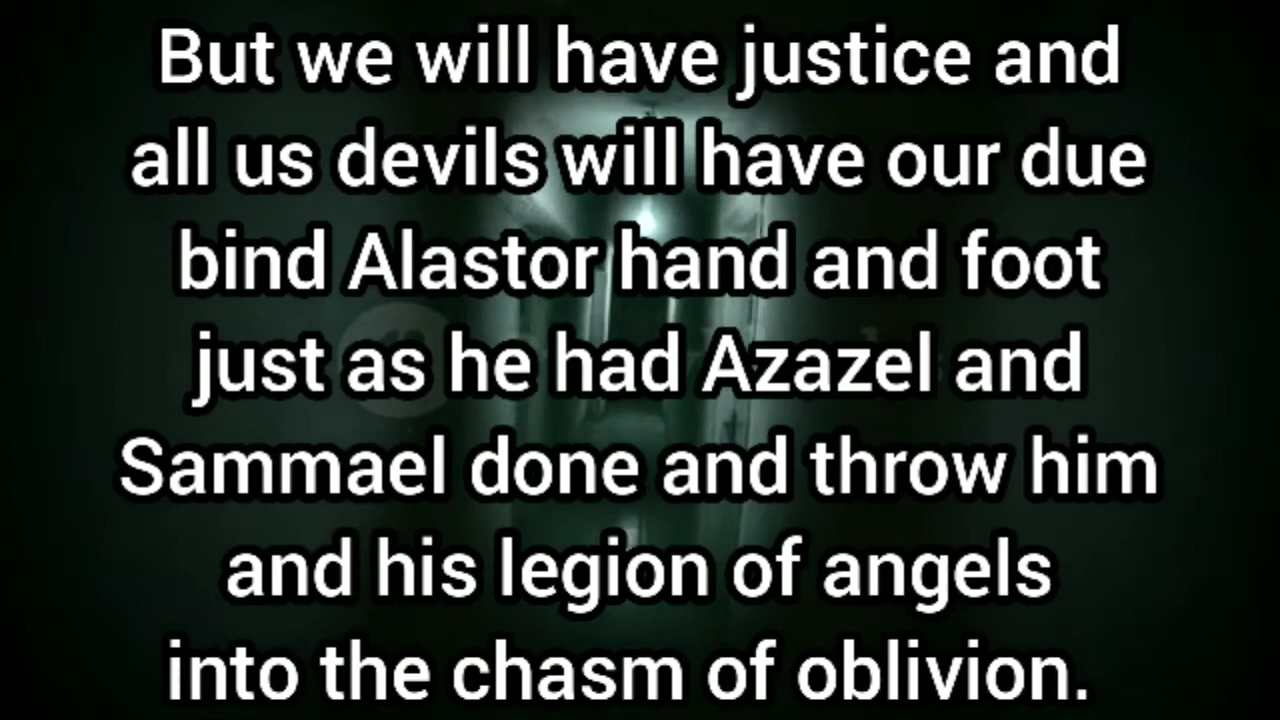 But we will have justice and
all us devils will have our due
bind Alastor hand and foot
just as he had Azazel and
Sammael done and throw him
and his legion of angels
into the chasm of oblivion.